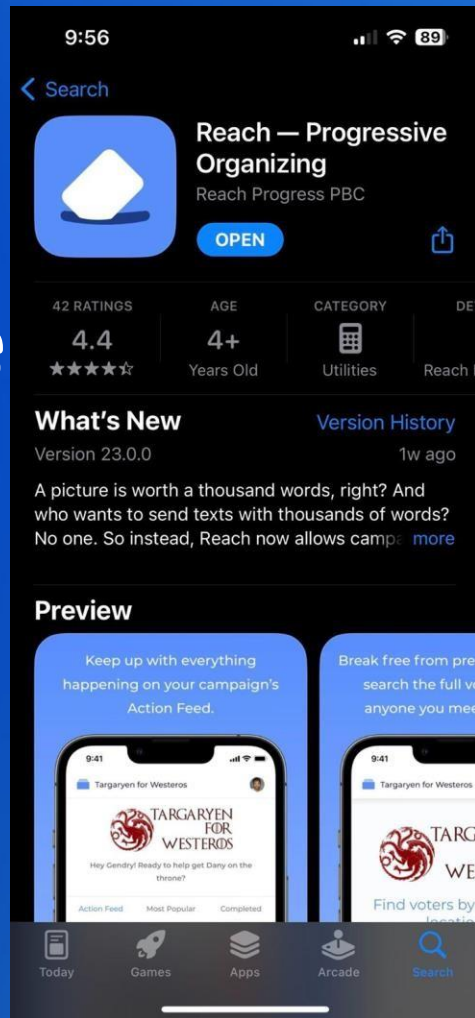 9:56
89
Search
Reach — Progressive
Organizing
Reach Progress PBC
OPEN
42 RATINGS
AGE
CATEGORY
4.4
4+
Years Old
Utilities
Reach
What's New
Version History
Version 23.0.0
1w ago
A picture is worth a thousand words, right? And
who wants to send texts with thousands of words?
No one. So instead, Reach now allows more
Preview
Keep up with everything
happening on your campaign's
Action Feed.
9:41
Targaryen for Westeros
TARGARYEN
FOR
WESTEROS
Hey Gendry! Ready to help get Dany on the
throne?
Action Feed
Most Popular
Completed
Break free from
search the full
anyone you
9:41
Targaryen for Westeros
Find voters by
Today
Games
Apps
Arcade
Search